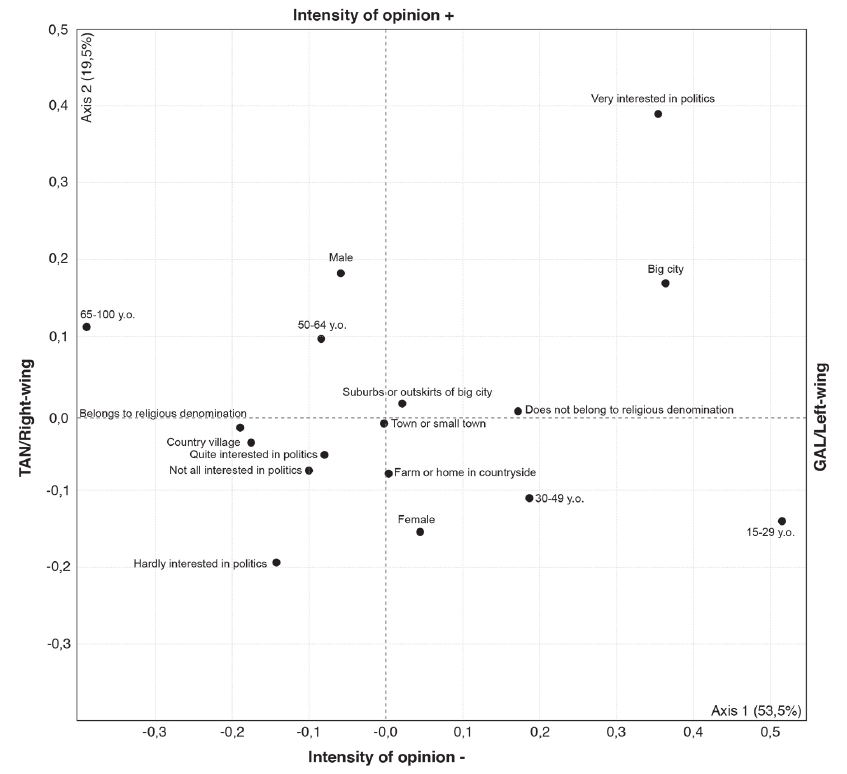 Intensity of opinion +
0,5
Axis 2 (19,5%)
0,4
Very interested in politics
0,3
0,2
Male
Big city
65-100 y.o.
0,1
50-64 y.o.
Suburbs or outskirts of big city
TAN/Right-wing
GAL/Left-wing
0,0
Belongs to religious denomination
Does not belong to religious denomination
Town or small town
Country village
Quite interested in politics
Not all interested in politics
Farm or home in countryside
-0,1
30-49 y.o.
Female
15-29 y.o.
-0,2
Hardly interested in politics
-0,3
Axis 1 (53,5%)
-0,3 -0,2 -0,1 -0,0 0,1 0,2 0,3 0,4 0,5
Intensity of opinion -